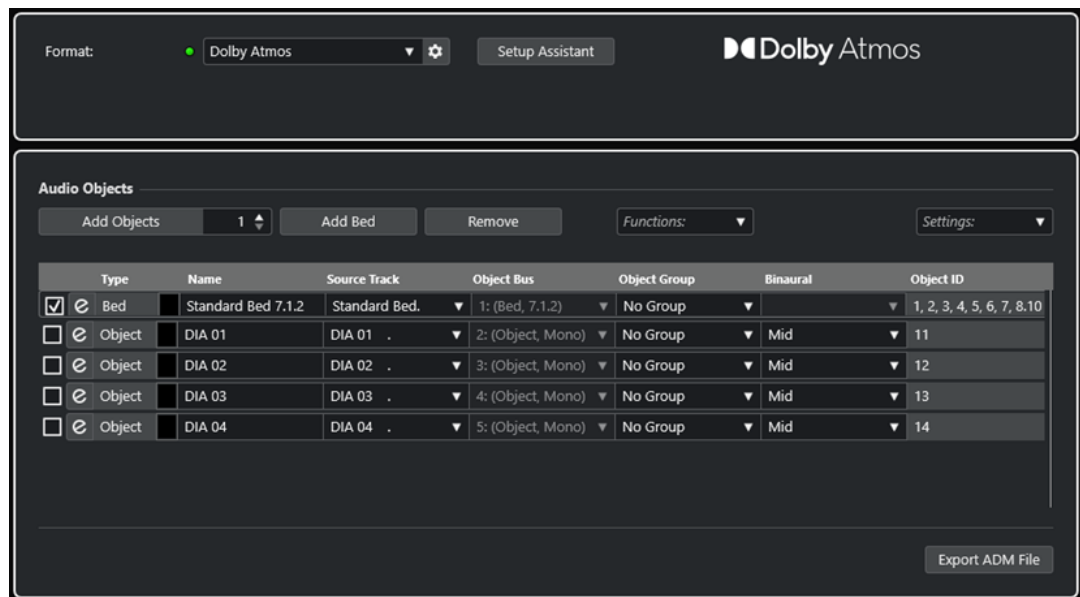 Format: Dolby Atmos Setup Assistant Dolby Atmos
Audio Objects
Add Objects 1 Add Bed Remove Functions: Settings:
Type Name Source Track Object Bus Object Group Binaural Object ID
Bed Standard Bed 7.1.2 Standard Bed. 1: (Bed, 7.1.2) No Group 1, 2, 3, 4, 5, 6, 7, 8.10
Object DIA 01 DIA 01 . 2: (Object, Mono) No Group Mid 11
Object DIA 02 DIA 02 . 3: (Object, Mono) No Group Mid 12
Object DIA 03 DIA 03 . 4: (Object, Mono) No Group Mid 13
Object DIA 04 DIA 04 . 5: (Object, Mono) No Group Mid 14
Export ADM File